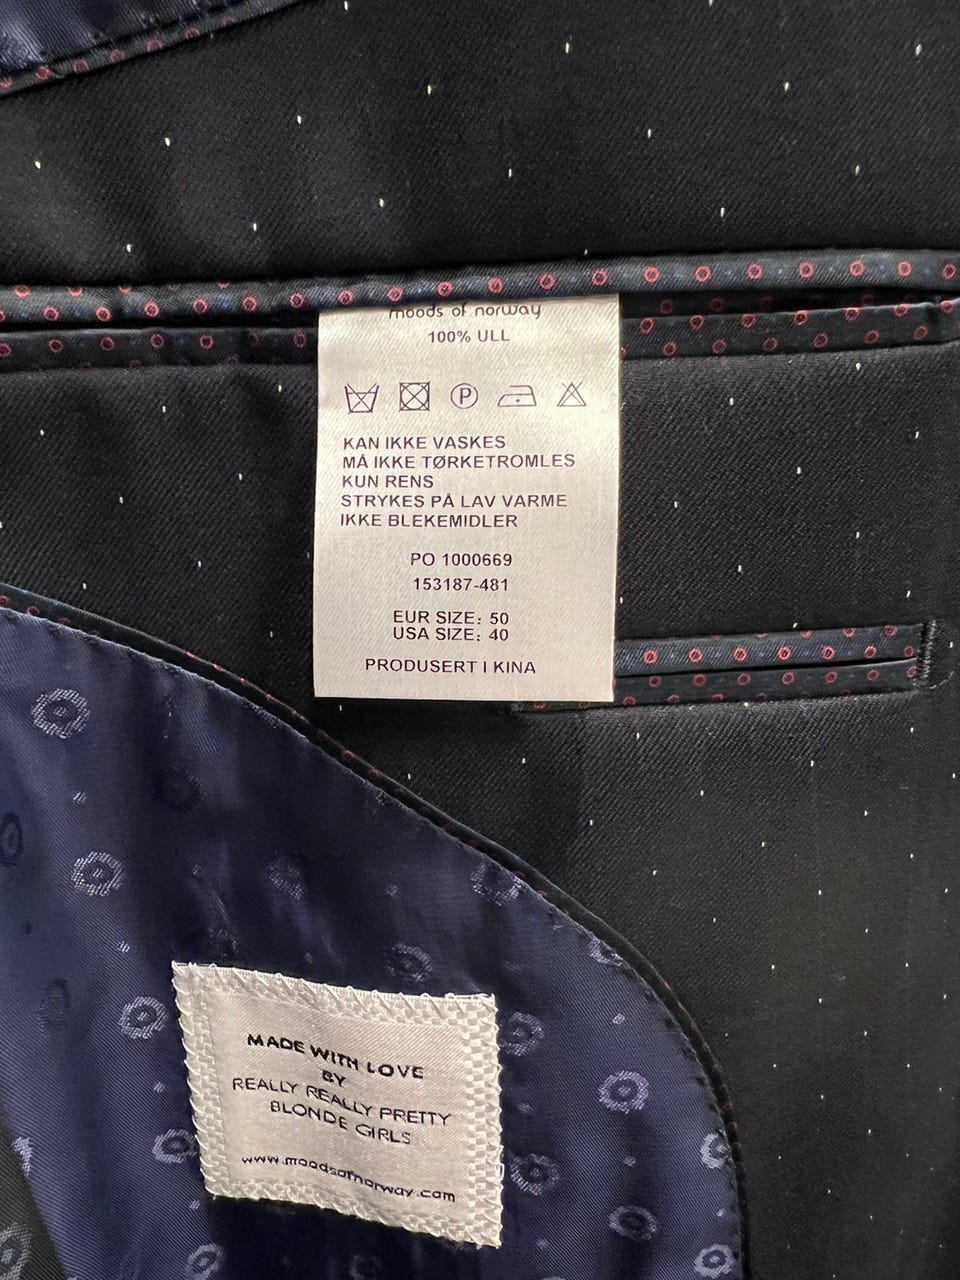 moods of norway
100% ULL
P
KAN IKKE VASKES
MÅ IKKE TØRKETROMLES
KUN RENS
STRYKES PÅ LAV VARME
IKKE BLEKEMIDLER
PO 1000669
153187-481
EUR SIZE: 50
USA SIZE: 40
PRODUSERT I KINA
MADE WITH LOVE
BY
REALLY REALLY PRETTY
BLONDE GIRLS
www.moodsofnorway.com